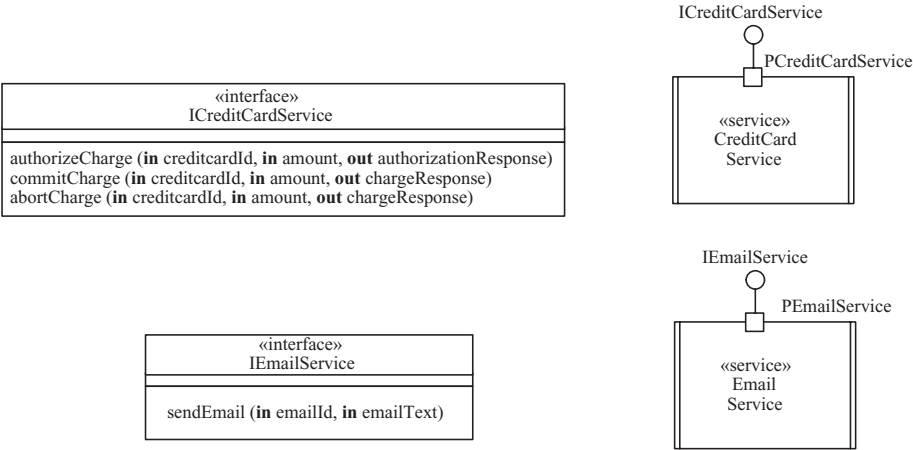 ICreditCardService
PCreditCardService
«interface»
ICreditCardService
authorizeCharge (in creditcardId, in amount, out authorizationResponse)
commitCharge (in creditcardId, in amount, out chargeResponse)
abortCharge (in creditcardId, in amount, out chargeResponse)
«service»
CreditCard
Service
IEmailService
PEmailService
«interface»
IEmailService
sendEmail (in emailId, in emailText)
«service»
Email
Service